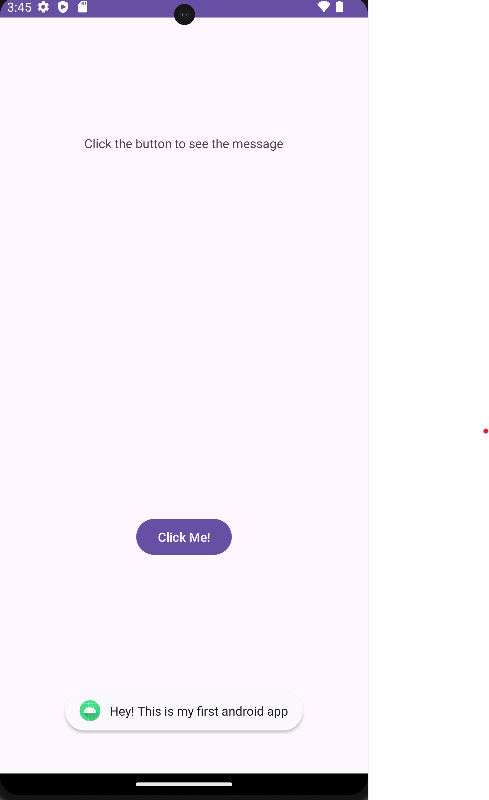 3:45
Click the button to see the message
Click Me!
Hey! This is my first android app